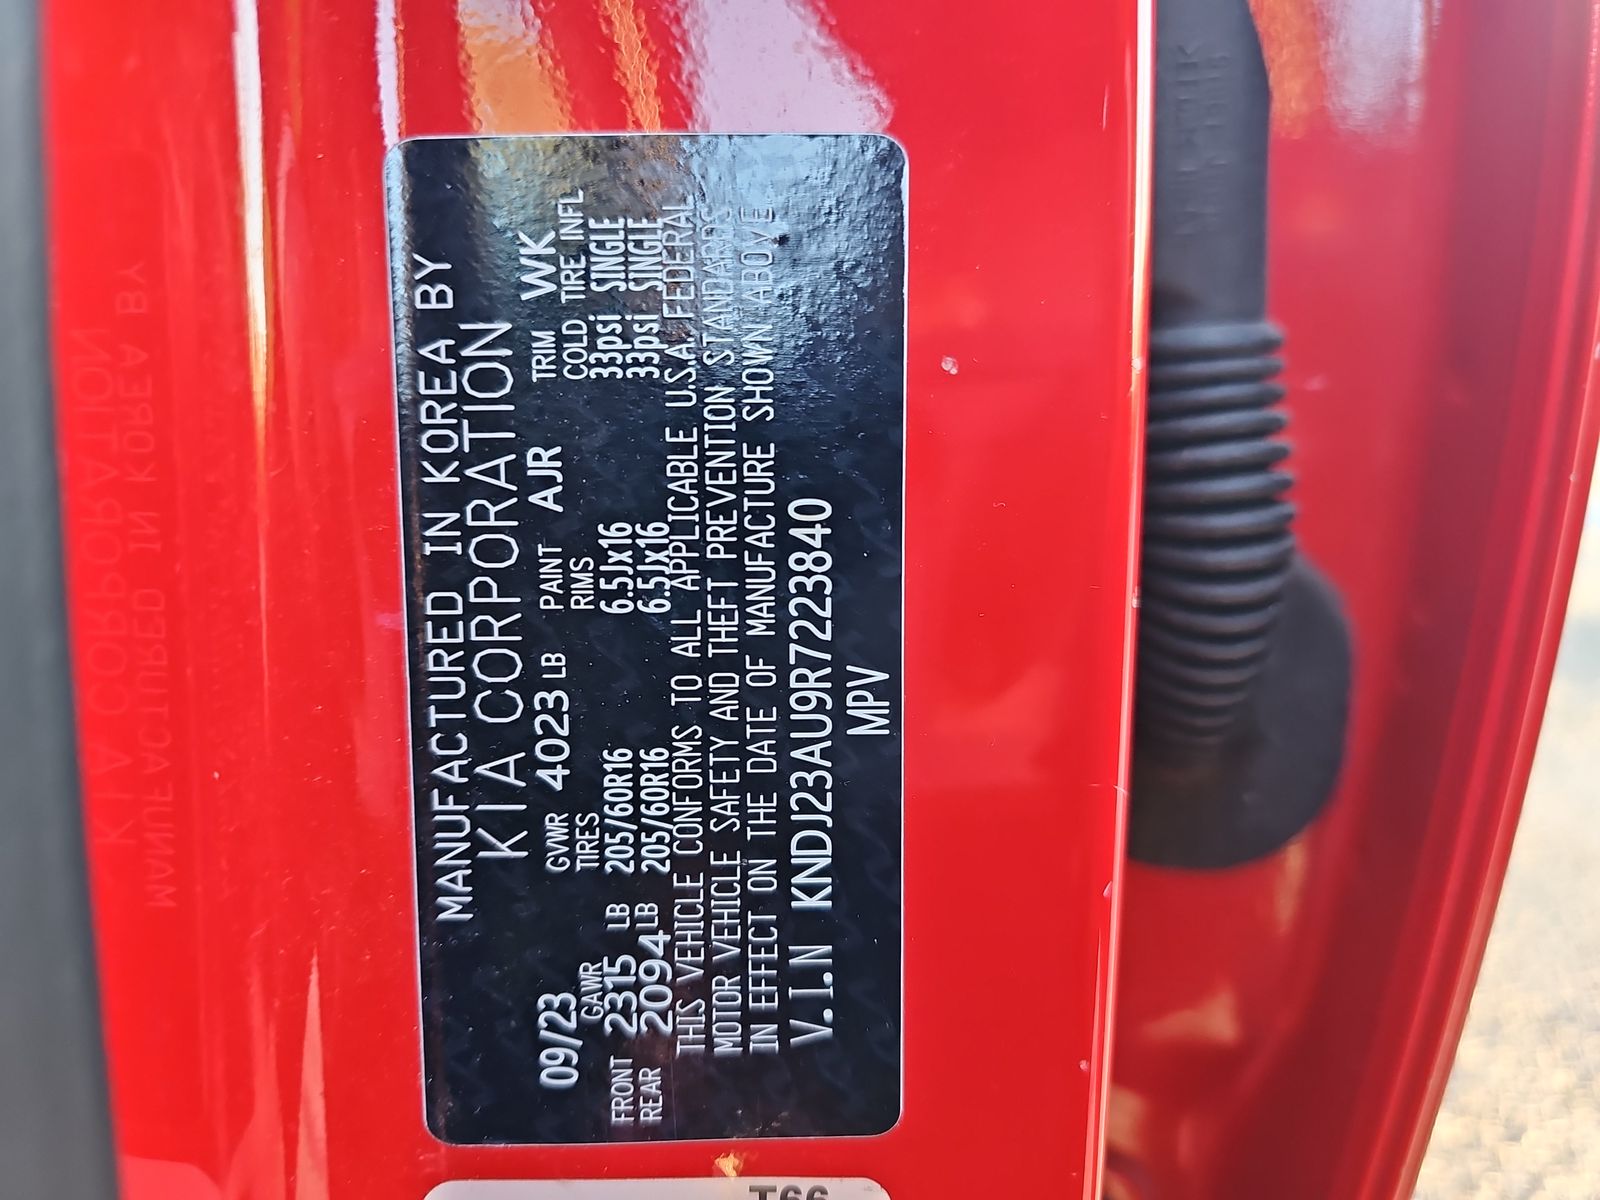 MANUFACTURED IN KOREA BY
KIA CORPORATION
09/23 GVWR 4023 LB PAINT AJR TRIM WK
GAWR TIRES RIMS COLD TIRE INFL
FRONT 2315 LB 205/60R16 6.5Jx16 33psi SINGLE
REAR 2094 LB 205/60R16 6.5Jx16 33psi SINGLE
THIS VEHICLE CONFORMS TO ALL APPLICABLE U.S.A. FEDERAL
MOTOR VEHICLE SAFETY AND THEFT PREVENTION STANDARDS
IN EFFECT ON THE DATE OF MANUFACTURE SHOWN ABOVE
V.I.N KNDJ23AU9R7223840
MPV
T66